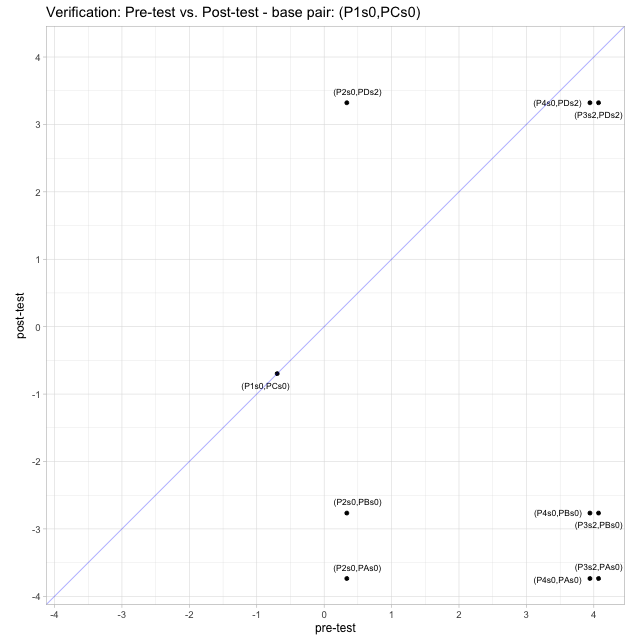 Verification: Pre-test vs. Post-test - base pair: (P1s0,PCs0)
4
(P2s0,PDs2)
(P4s0,PDs2)
(P3s2,PDs2)
3
2
1
post-test
0
(P1s0,PCs0)
-1
-2
(P2s0,PBs0)
(P4s0,PBs0)
(P3s2,PBs0)
-3
(P2s0,PAs0)
(P3s2,PAs0)
(P4s0,PAs0)
-4
-4 -3 -2 -1 0 1 2 3 4
pre-test